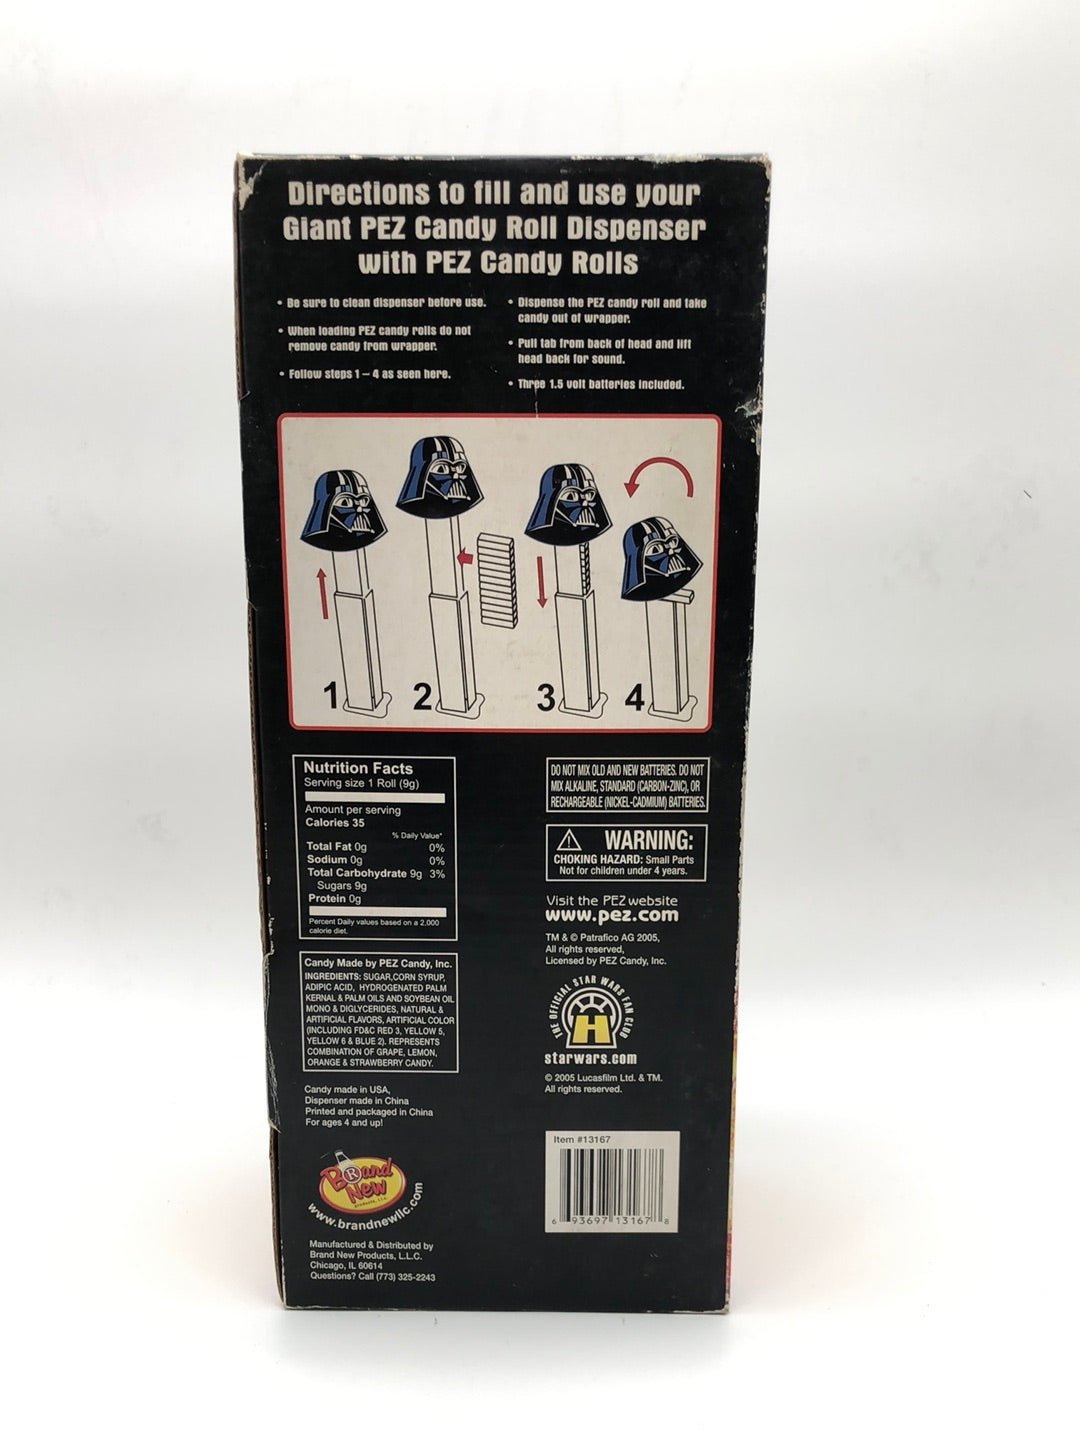 Directions to fill and use your
Giant PEZ Candy Roll Dispenser
with PEZ Candy Rolls
• Be sure to clean dispenser before use.
• When loading PEZ candy rolls do not
remove candy from wrapper.
• Follow steps 1 – 4 as seen here.
• Dispense the PEZ candy roll and take
candy out of wrapper.
• Pull tab from back of head and lift
head back for sound.
• Three 1.5 volt batteries included.
1 2 3 4
Nutrition Facts
Serving size 1 Roll (9g)
Amount per serving
Calories 35
% Daily Value*
Total Fat 0g 0%
Sodium 0g 0%
Total Carbohydrate 9g 3%
Sugars 9g
Protein 0g
Percent Daily values based on a 2,000
calorie diet.
Candy Made by PEZ Candy, Inc.
INGREDIENTS: SUGAR,CORN SYRUP,
ADIPIC ACID, HYDROGENATED PALM
KERNAL & PALM OILS AND SOYBEAN OIL
MONO & DIGLYCERIDES, NATURAL &
ARTIFICIAL FLAVORS, ARTIFICIAL COLOR
(INCLUDING FD&C RED 3, YELLOW 5,
YELLOW 6 & BLUE 2). REPRESENTS
COMBINATION OF GRAPE, LEMON,
ORANGE & STRAWBERRY CANDY.
Candy made in USA,
Dispenser made in China
Printed and packaged in China
For ages 4 and up!
Brand
New
products, LLC
www.brandnewllc.com
Manufactured & Distributed by
Brand New Products, L.L.C.
Chicago, IL 60614
Questions? Call (773) 325-2243
DO NOT MIX OLD AND NEW BATTERIES. DO NOT
MIX ALKALINE, STANDARD (CARBON-ZINC), OR
RECHARGEABLE (NICKEL-CADMIUM) BATTERIES.
WARNING:
CHOKING HAZARD: Small Parts
Not for children under 4 years.
Visit the PEZ website
www.pez.com
TM & © Patrafico AG 2005,
All rights reserved,
Licensed by PEZ Candy, Inc.
THE OFFICIAL STAR WARS FAN CLUB
H
starwars.com
© 2005 Lucasfilm Ltd. & TM.
All rights reserved.
Item #13167
6 93697 13167 8